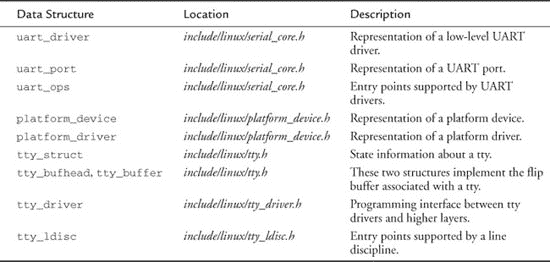 Data Structure Location Description
uart_driver include/linux/serial_core.h Representation of a low-level UART
driver.
uart_port include/linux/serial_core.h Representation of a UART port.
uart_ops include/linux/serial_core.h Entry points supported by UART
drivers.
platform_device include/linux/platform_device.h Representation of a platform device.
platform_driver include/linux/platform_device.h Representation of a platform driver.
tty_struct include/linux/tty.h State information about a tty.
tty_bufhead, tty_buffer include/linux/tty.h These two structures implement the flip
buffer associated with a tty.
tty_driver include/linux/tty_driver.h Programming interface between tty
drivers and higher layers.
tty_ldisc include/linux/tty_ldisc.h Entry points supported by a line
discipline.